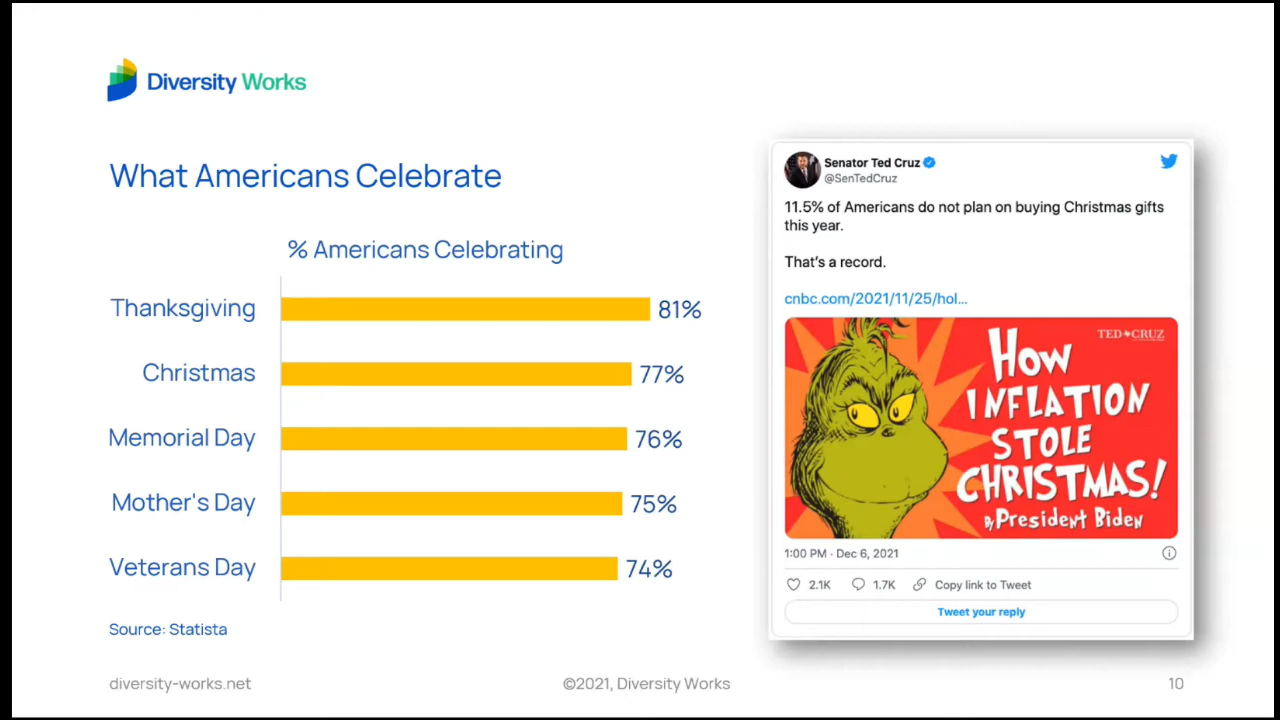 Diversity Works
What Americans Celebrate
% Americans Celebrating
Thanksgiving 81%
Christmas 77%
Memorial Day 76%
Mother's Day 75%
Veterans Day 74%
Source: Statista
Senator Ted Cruz
@SenTedCruz
11.5% of Americans do not plan on buying Christmas gifts
this year.
That's a record.
cnbc.com/2021/11/25/hol...
TED CRUZ
How
INFLATION
STOLE
CHRISTMAS!
By President Biden
1:00 PM · Dec 6, 2021
2.1K 1.7K Copy link to Tweet
Tweet your reply
diversity-works.net ©2021, Diversity Works 10